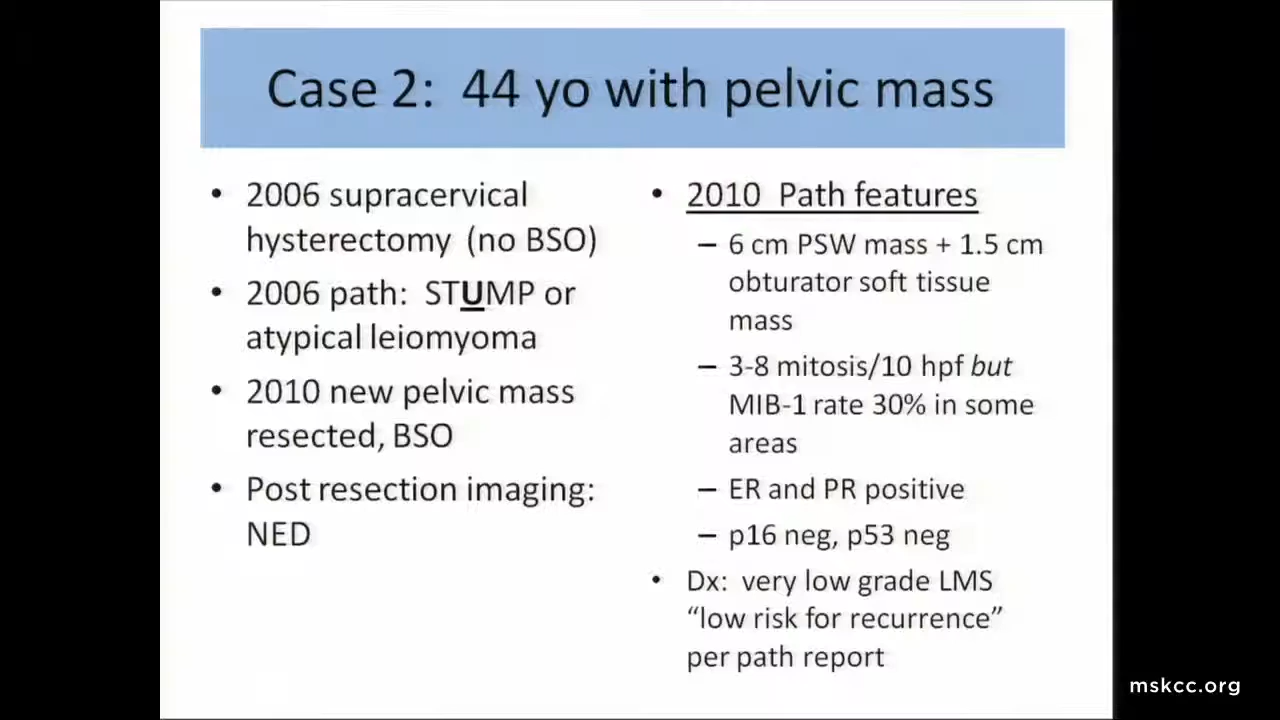 Case 2:  44 yo with pelvic mass
• 2006 supracervical
hysterectomy  (no BSO)
• 2006 path:  STUMP or
atypical leiomyoma
• 2010 new pelvic mass
resected, BSO
• Post resection imaging:
NED
• 2010  Path features
– 6 cm PSW mass + 1.5 cm
obturator soft tissue
mass
– 3-8 mitosis/10 hpf but
MIB-1 rate 30% in some
areas
– ER and PR positive
– p16 neg, p53 neg
• Dx:  very low grade LMS
“low risk for recurrence”
per path report
mskcc.org